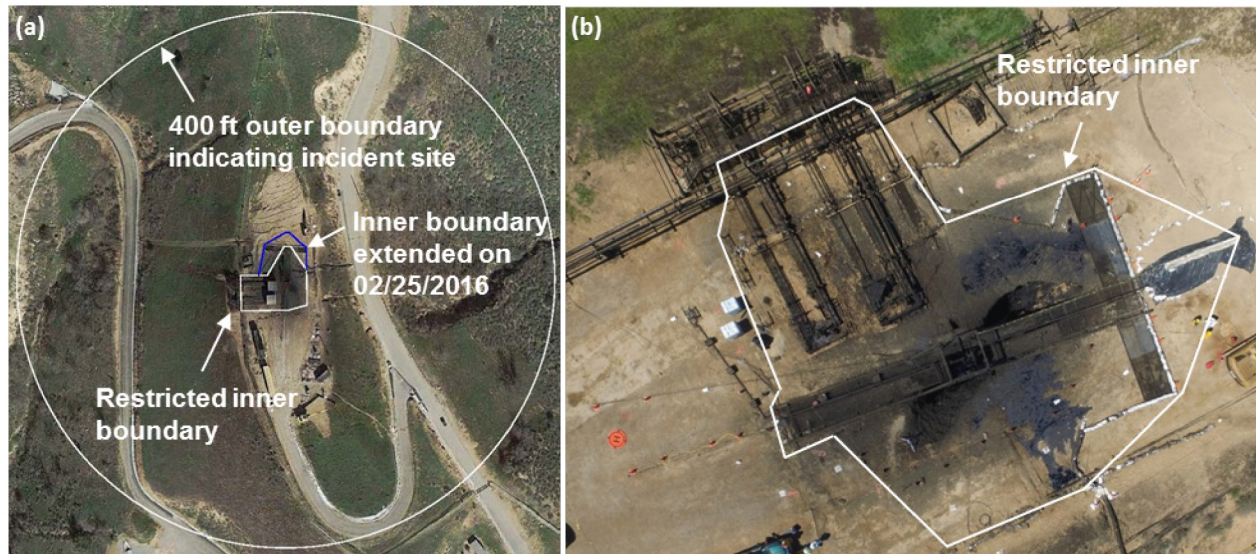 (a)
400 ft outer boundary
indicating incident site
Inner boundary
extended on
02/25/2016
Restricted inner
boundary
(b)
Restricted inner
boundary